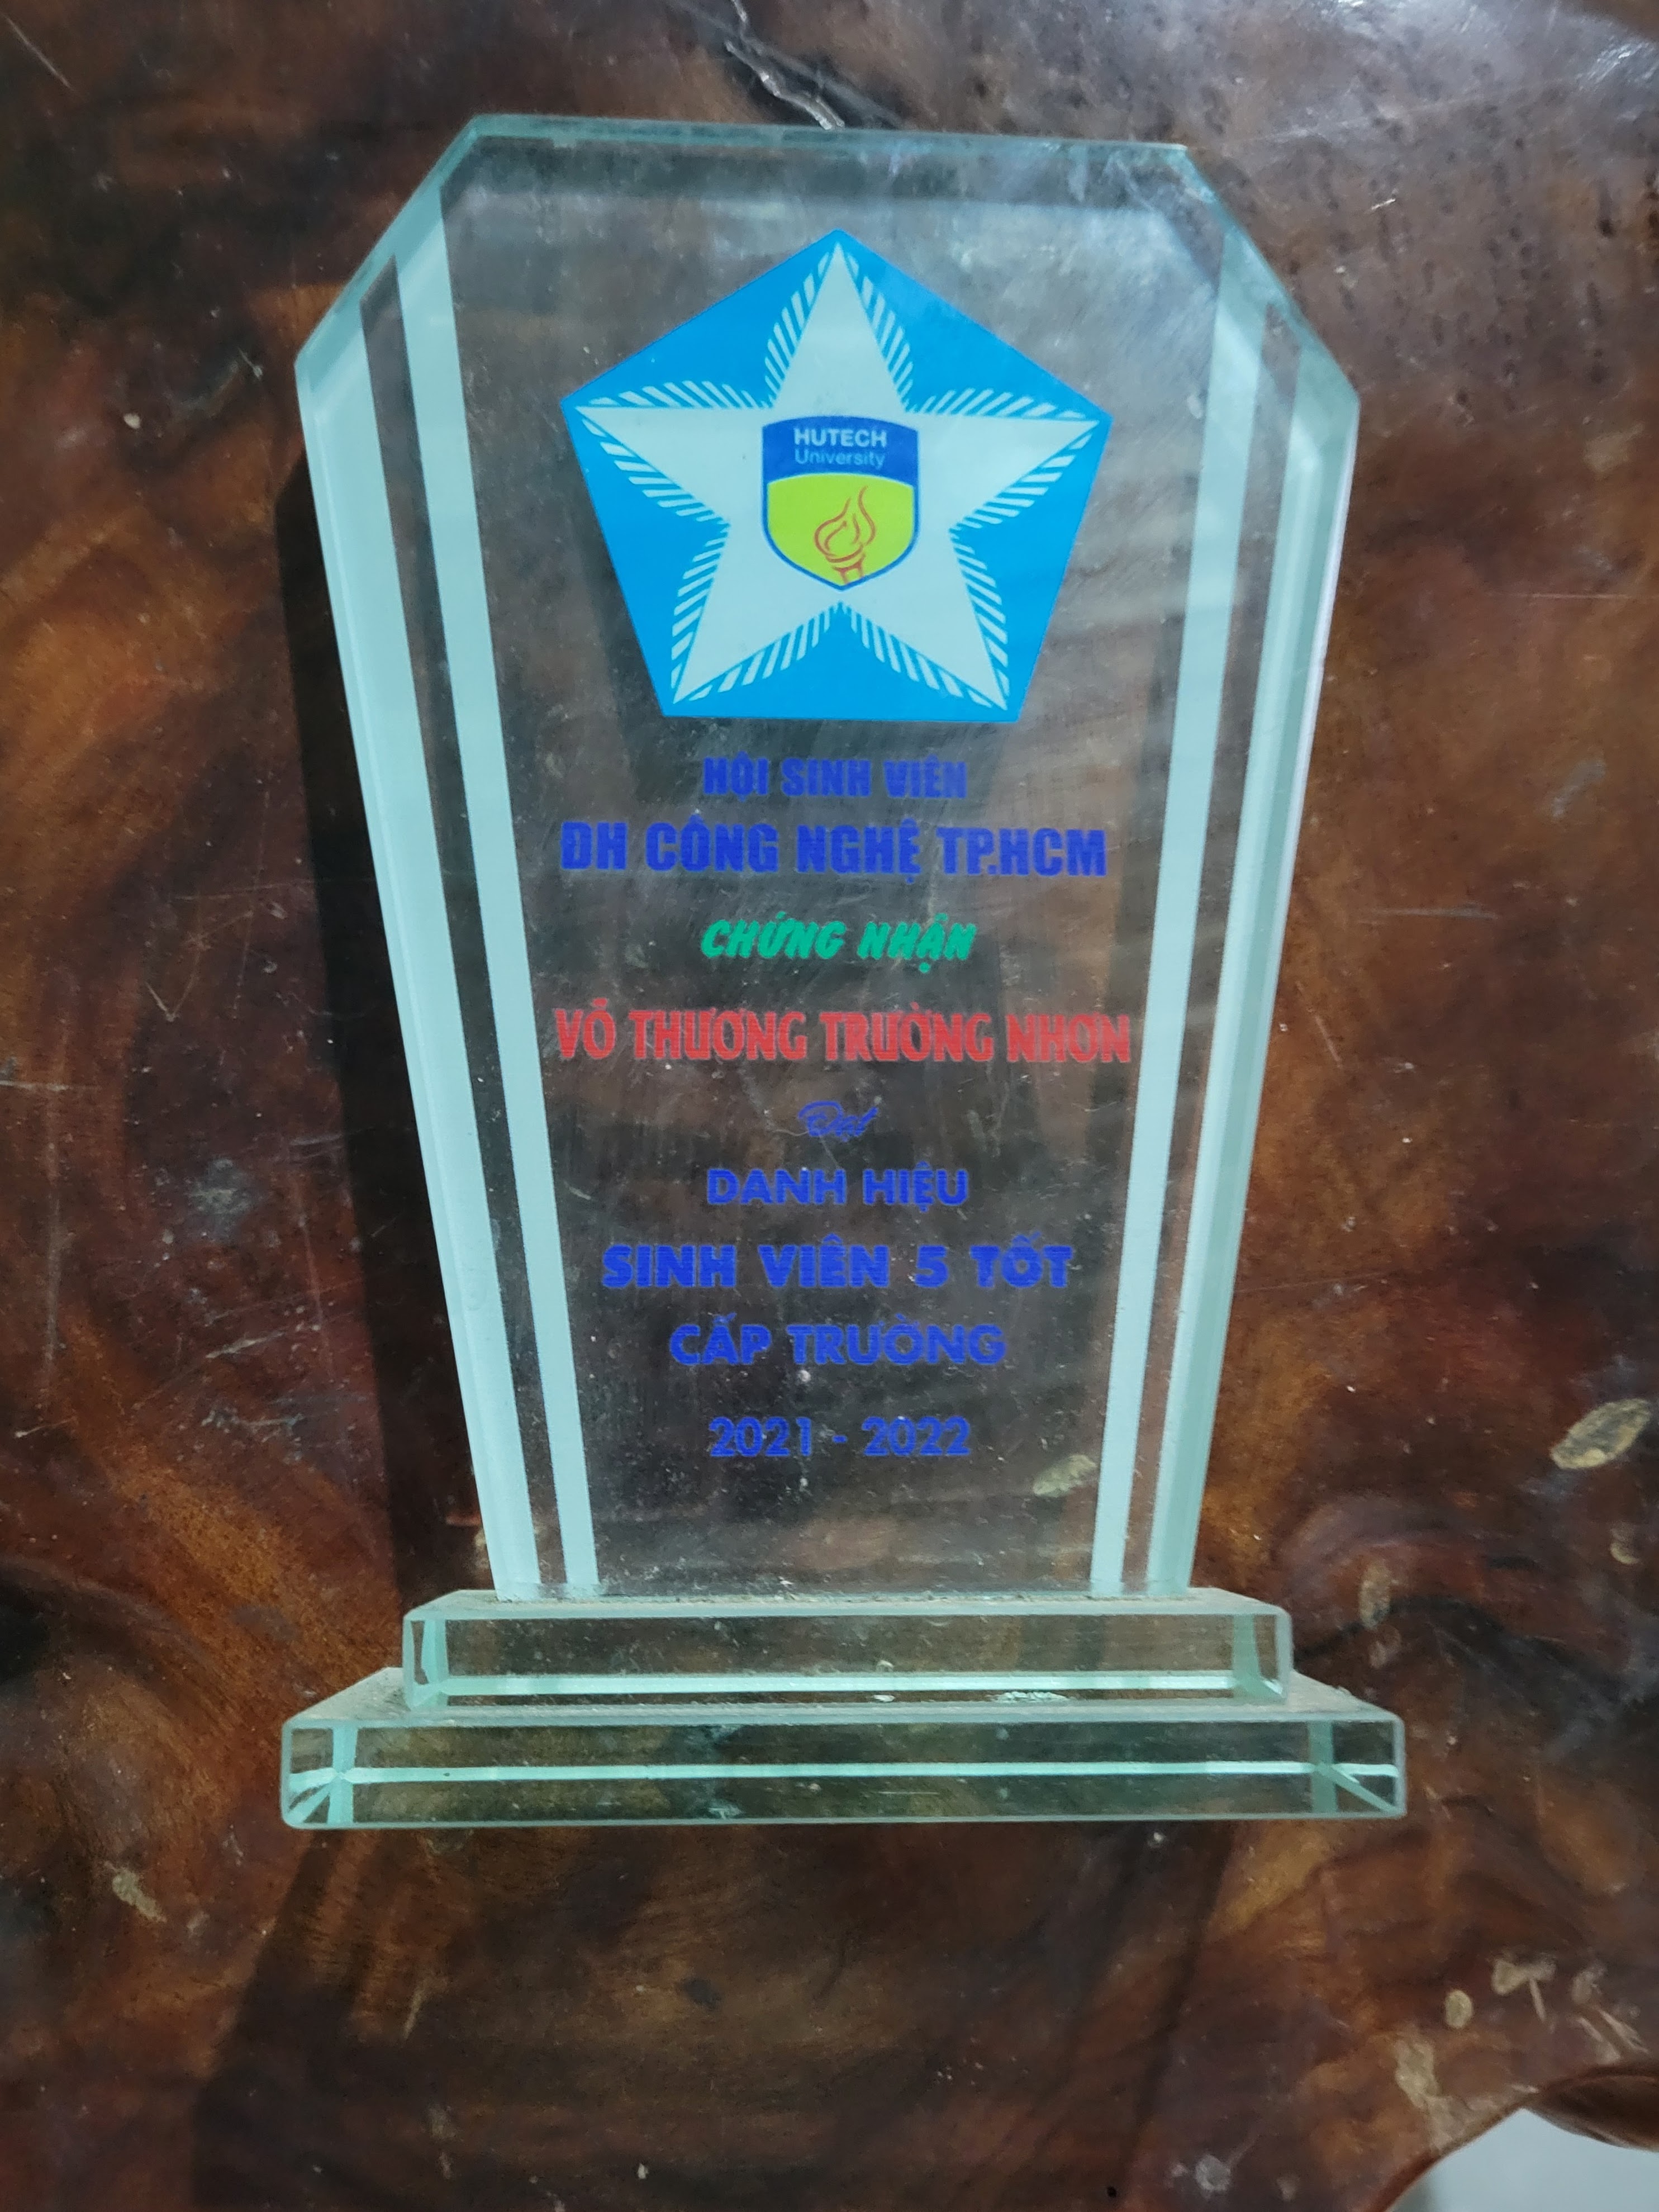 HUTECH
University
HỘI SINH VIÊN
ĐH CÔNG NGHỆ TP.HCM
CHỨNG NHẬN
VÕ THƯƠNG TRƯỜNG NHƠN
Đạt
DANH HIỆU
SINH VIÊN 5 TỐT
CẤP TRƯỜNG
2021 - 2022